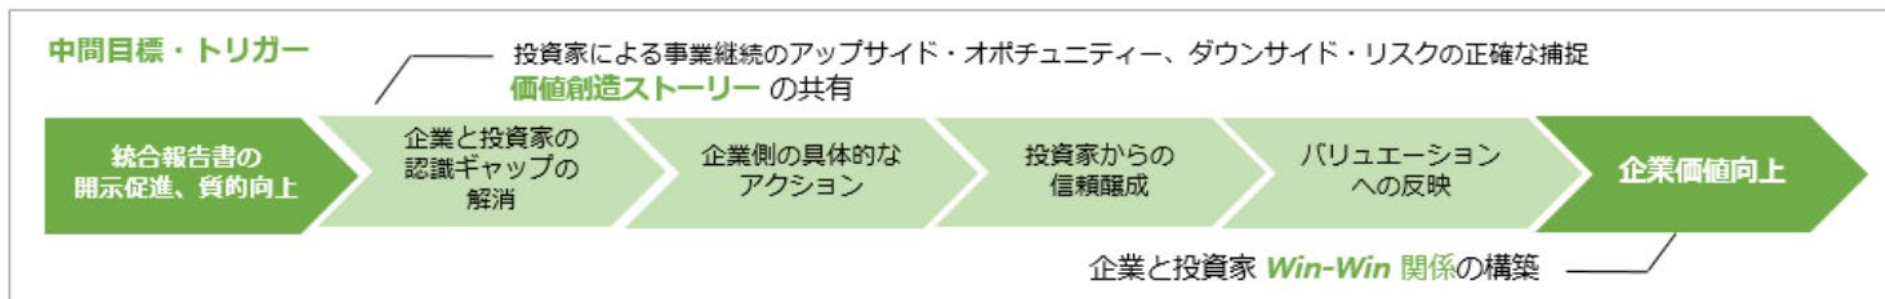 中間目標・トリガー
投資家による事業継続のアップサイド・オポチュニティー、ダウンサイド・リスクの正確な捕捉
価値創造ストーリー の共有
統合報告書の
開示促進、質的向上
企業と投資家の
認識ギャップの
解消
企業側の具体的な
アクション
投資家からの
信頼醸成
バリュエーション
への反映
企業価値向上
企業と投資家 Win-Win 関係の構築